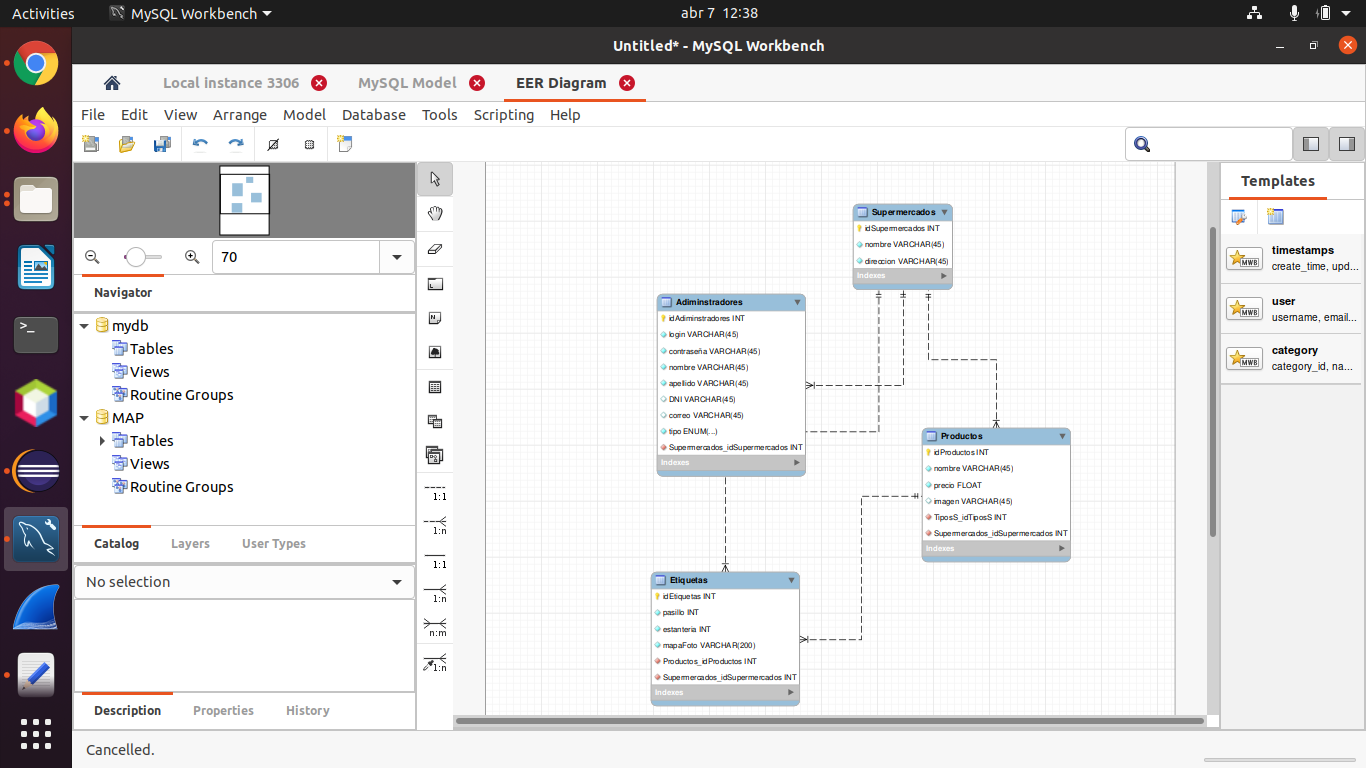 Activities
MySQL Workbench
abr 7 12:38
Untitled* - MySQL Workbench
Local instance 3306
MySQL Model
EER Diagram
File Edit View Arrange Model Database Tools Scripting Help
70
Navigator
mydb
Tables
Views
Routine Groups
MAP
Tables
Views
Routine Groups
Catalog Layers User Types
No selection
Description Properties History
Cancelled.
>_
1:1
1:n
1:1
1:n
n:m
1:n
Supermercados
idSupermercados INT
nombre VARCHAR(45)
direccion VARCHAR(45)
Indexes
Adiminstradores
idAdiminstradores INT
login VARCHAR(45)
contraseña VARCHAR(45)
nombre VARCHAR(45)
apellido VARCHAR(45)
DNI VARCHAR(45)
correo VARCHAR(45)
tipo ENUM(...)
Supermercados_idSupermercados INT
Indexes
Productos
idProductos INT
nombre VARCHAR(45)
precio FLOAT
imagen VARCHAR(45)
TiposS_idTiposS INT
Supermercados_idSupermercados INT
Indexes
Etiquetas
idEtiquetas INT
pasillo INT
estanteria INT
mapaFoto VARCHAR(200)
Productos_idProductos INT
Supermercados_idSupermercados INT
Indexes
Templates
MWB
timestamps
create_time, upd...
MWB
user
username, email...
MWB
category
category_id, na...